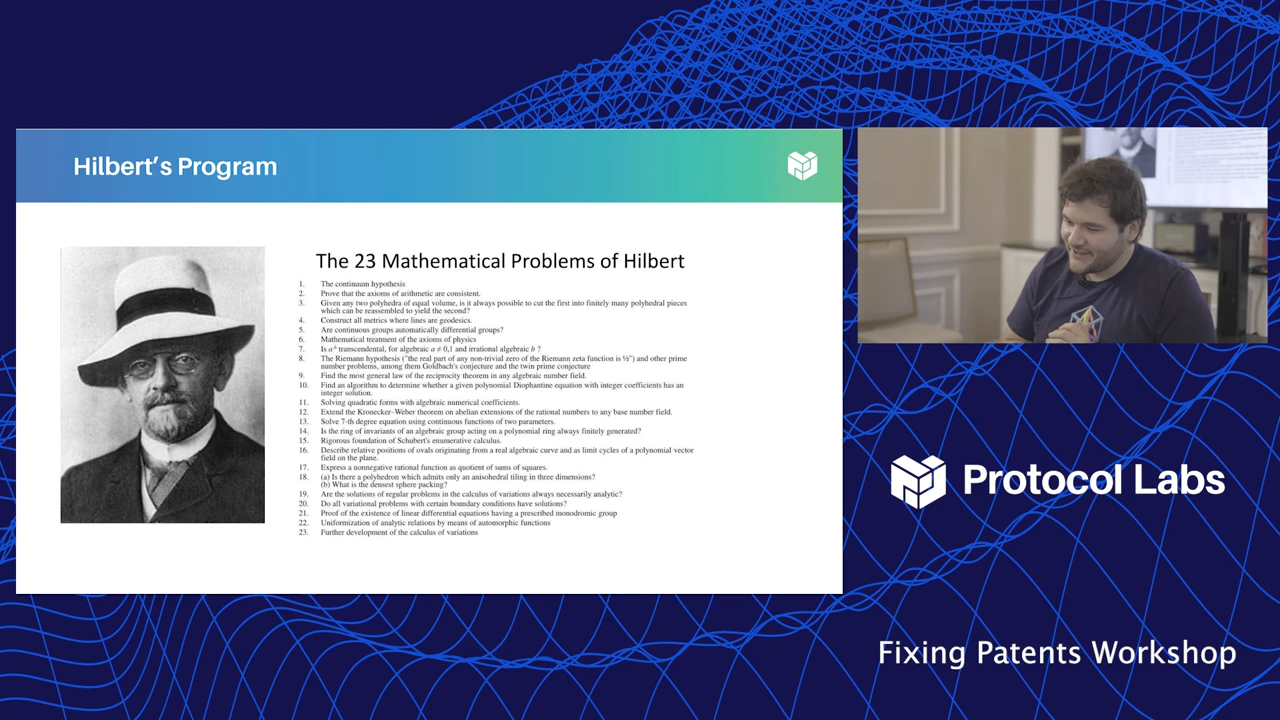 Hilbert’s Program
The 23 Mathematical Problems of Hilbert
1. The continuum hypothesis
2. Prove that the axioms of arithmetic are consistent.
3. Given any two polyhedra of equal volume, is it always possible to cut the first into finitely many polyhedral pieces
which can be reassembled to yield the second?
4. Construct all metrics where lines are geodesics.
5. Are continuous groups automatically differential groups?
6. Mathematical treatment of the axioms of physics
7. Is a^b transcendental, for algebraic a ≠ 0,1 and irrational algebraic b ?
8. The Riemann hypothesis ("the real part of any non-trivial zero of the Riemann zeta function is ½") and other prime
number problems, among them Goldbach's conjecture and the twin prime conjecture
9. Find the most general law of the reciprocity theorem in any algebraic number field.
10. Find an algorithm to determine whether a given polynomial Diophantine equation with integer coefficients has an
integer solution.
11. Solving quadratic forms with algebraic numerical coefficients.
12. Extend the Kronecker–Weber theorem on abelian extensions of the rational numbers to any base number field.
13. Solve 7-th degree equation using continuous functions of two parameters.
14. Is the ring of invariants of an algebraic group acting on a polynomial ring always finitely generated?
15. Rigorous foundation of Schubert's enumerative calculus.
16. Describe relative positions of ovals originating from a real algebraic curve and as limit cycles of a polynomial vector
field on the plane.
17. Express a nonnegative rational function as quotient of sums of squares.
18. (a) Is there a polyhedron which admits only an anisohedral tiling in three dimensions?
(b) What is the densest sphere packing?
19. Are the solutions of regular problems in the calculus of variations always necessarily analytic?
20. Do all variational problems with certain boundary conditions have solutions?
21. Proof of the existence of linear differential equations having a prescribed monodromic group
22. Uniformization of analytic relations by means of automorphic functions
23. Further development of the calculus of variations
Protocol Labs
Fixing Patents Workshop